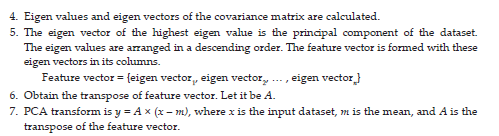 4. Eigen values and eigen vectors of the covariance matrix are calculated.
5. The eigen vector of the highest eigen value is the principal component of the dataset.
The eigen values are arranged in a descending order. The feature vector is formed with these
eigen vectors in its columns.
Feature vector = {eigen vector₁, eigen vector₂, … , eigen vectorₙ}
6. Obtain the transpose of feature vector. Let it be A.
7. PCA transform is y = A × (x – m), where x is the input dataset, m is the mean, and A is the
transpose of the feature vector.